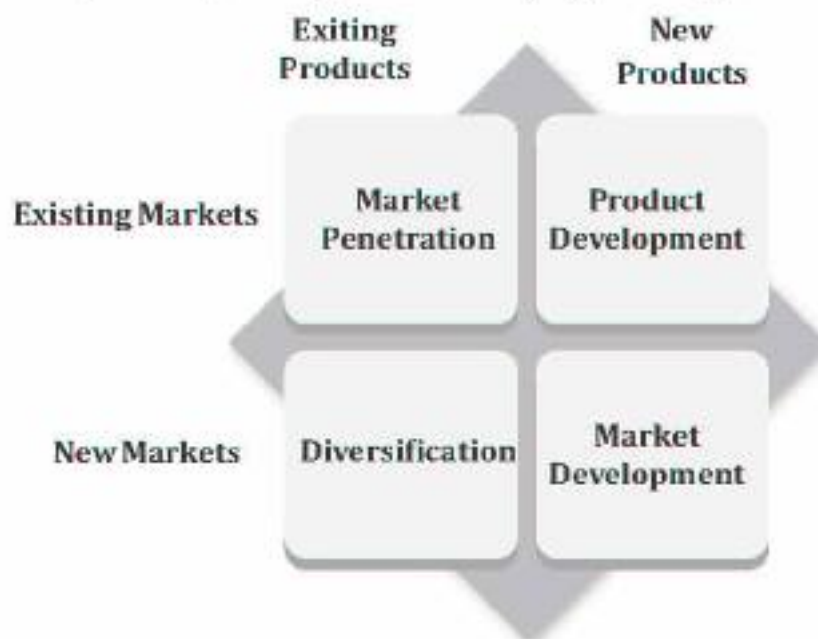 Exiting
Products
New
Products
Existing Markets
Market
Penetration
Product
Development
New Markets
Diversification
Market
Development